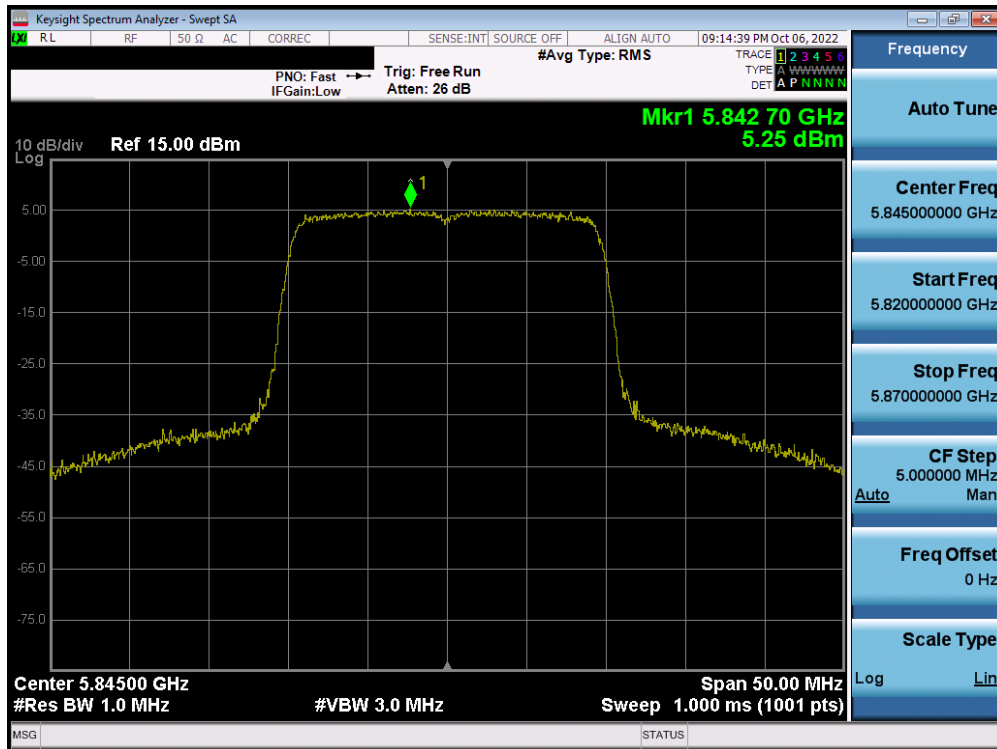 Keysight Spectrum Analyzer - Swept SA
LXI RL RF 50 Ω AC CORREC SENSE:INT SOURCE OFF ALIGN AUTO 09:14:39 PM Oct 06, 2022
#Avg Type: RMS
TRACE 1 2 3 4 5 6
PNO: Fast Trig: Free Run
TYPE A WWWWW
IFGain:Low Atten: 26 dB
DET A P N N N N
Mkr1 5.842 70 GHz
5.25 dBm
10 dB/div Ref 15.00 dBm
Log
1
5.00
-5.00
-15.0
-25.0
-35.0
-45.0
-55.0
-65.0
-75.0
Center 5.84500 GHz Span 50.00 MHz
#Res BW 1.0 MHz #VBW 3.0 MHz Sweep 1.000 ms (1001 pts)
MSG STATUS
Frequency
Auto Tune
Center Freq
5.845000000 GHz
Start Freq
5.820000000 GHz
Stop Freq
5.870000000 GHz
CF Step
5.000000 MHz
Auto Man
Freq Offset
0 Hz
Scale Type
Log Lin